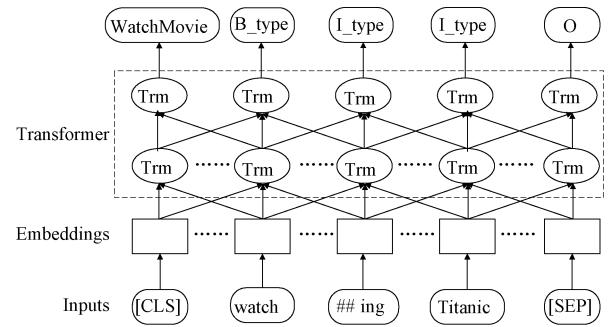 WatchMovie B_type I_type I_type O
Trm Trm Trm Trm Trm
Transformer
Trm ...... Trm ...... Trm ...... Trm ...... Trm
Embeddings ...... ...... ...... ......
Inputs [CLS] watch ## ing Titanic [SEP]